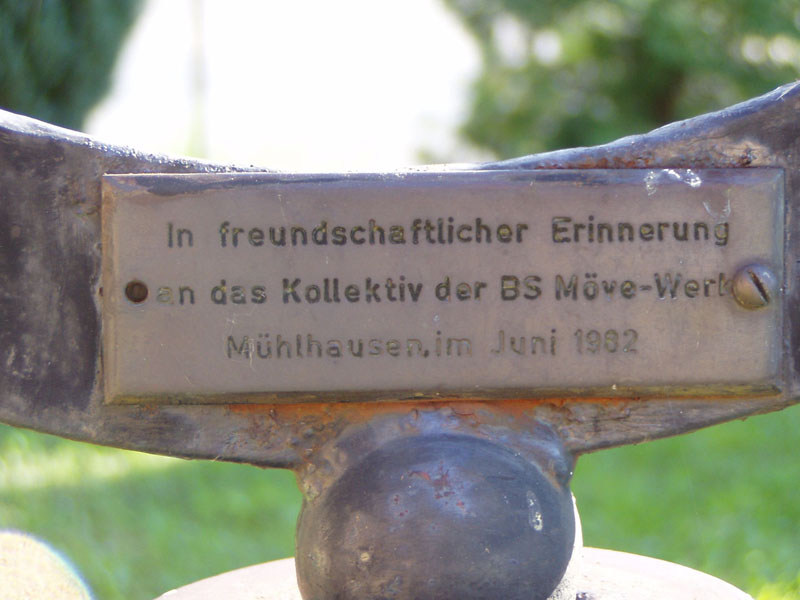 In freundschaftlicher Erinnerung
an das Kollektiv der BS Möve-Werk
Mühlhausen, im Juni 1982